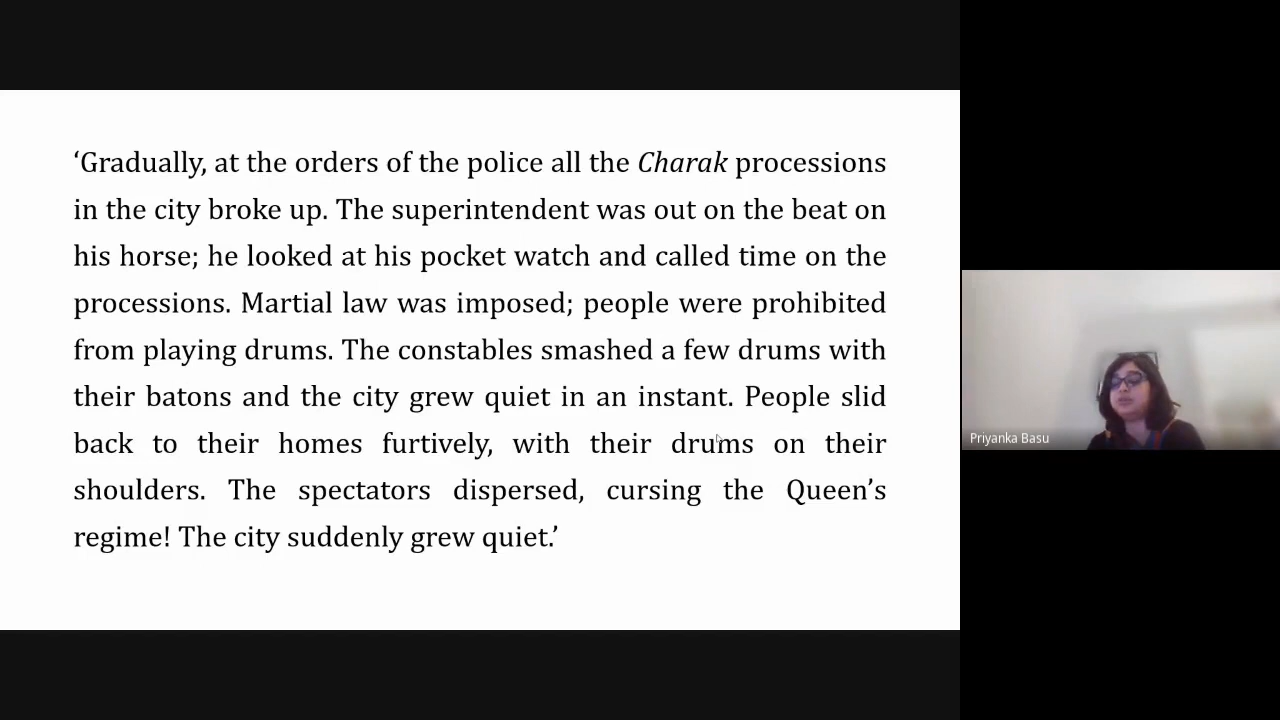 ‘Gradually, at the orders of the police all the Charak processions
in the city broke up. The superintendent was out on the beat on
his horse; he looked at his pocket watch and called time on the
processions. Martial law was imposed; people were prohibited
from playing drums. The constables smashed a few drums with
their batons and the city grew quiet in an instant. People slid
back to their homes furtively, with their drums on their
shoulders. The spectators dispersed, cursing the Queen’s
regime! The city suddenly grew quiet.’
Priyanka Basu